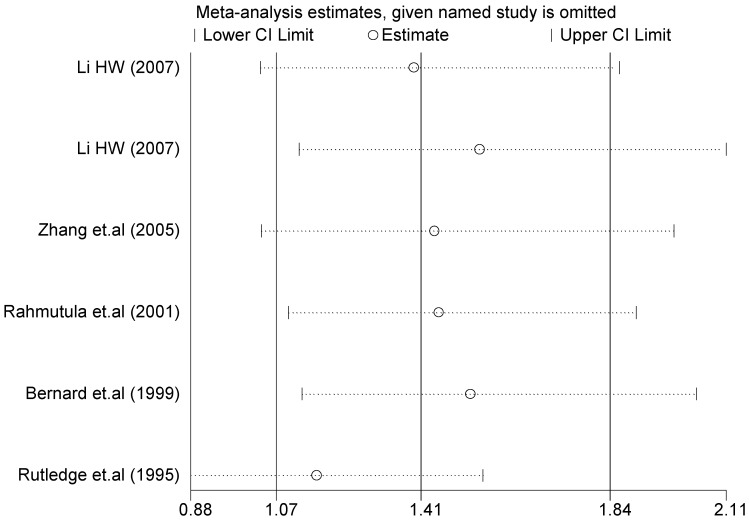 Meta-analysis estimates, given named study is omitted
| Lower CI Limit ○ Estimate | Upper CI Limit
Li HW (2007)
Li HW (2007)
Zhang et.al (2005)
Rahmutula et.al (2001)
Bernard et.al (1999)
Rutledge et.al (1995)
0.88 1.07 1.41 1.84 2.11